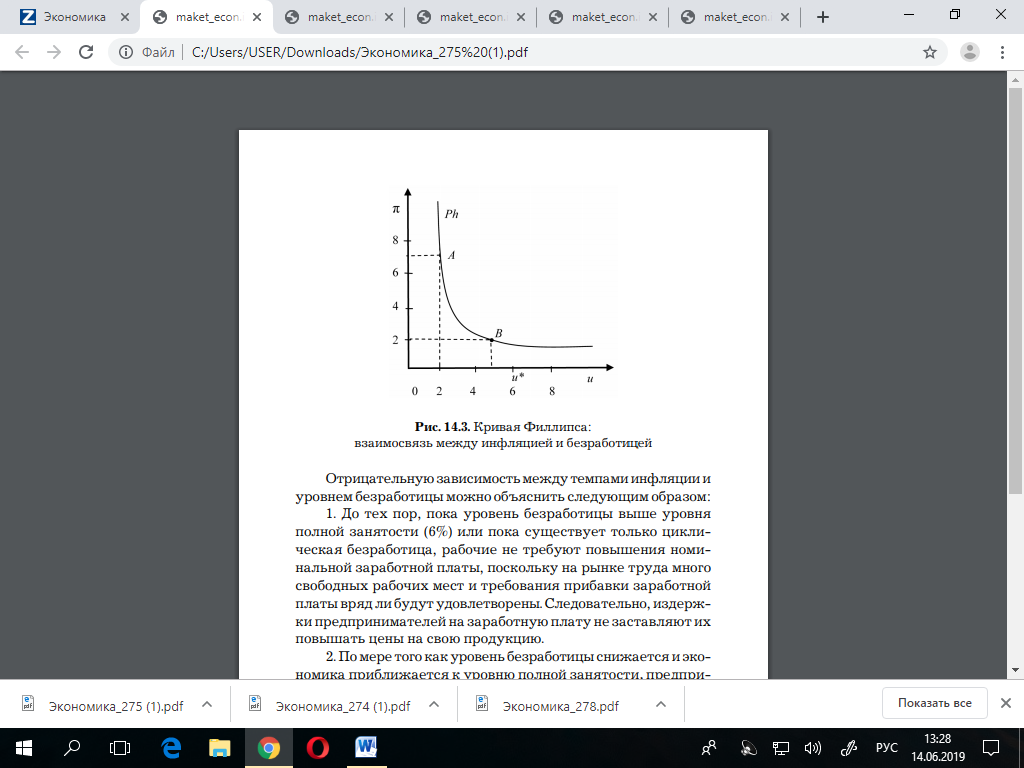 Экономика
maket_econ.
maket_econ.
maket_econ.
maket_econ.
maket_econ.
Файл
C:/Users/USER/Downloads/Экономика_275%20(1).pdf
π
Ph
8
A
6
4
2
B
u*
u
0 2 4 6 8
Рис. 14.3. Кривая Филлипса:
взаимосвязь между инфляцией и безработицей
Отрицательную зависимость между темпами инфляции и
уровнем безработицы можно объяснить следующим образом:
1. До тех пор, пока уровень безработицы выше уровня
полной занятости (6%) или пока существует только цикли-
ческая безработица, рабочие не требуют повышения номи-
нальной заработной платы, поскольку на рынке труда много
свободных рабочих мест и требования прибавки заработной
платы вряд ли будут удовлетворены. Следовательно, издерж-
ки предпринимателей на заработную плату не заставляют их
повышать цены на свою продукцию.
2. По мере того как уровень безработицы снижается и эко-
номика приближается к уровню полной занятости, предпри-
Экономика_275 (1).pdf
Экономика_274 (1).pdf
Экономика_278.pdf
Показать все
РУС
13:28
14.06.2019